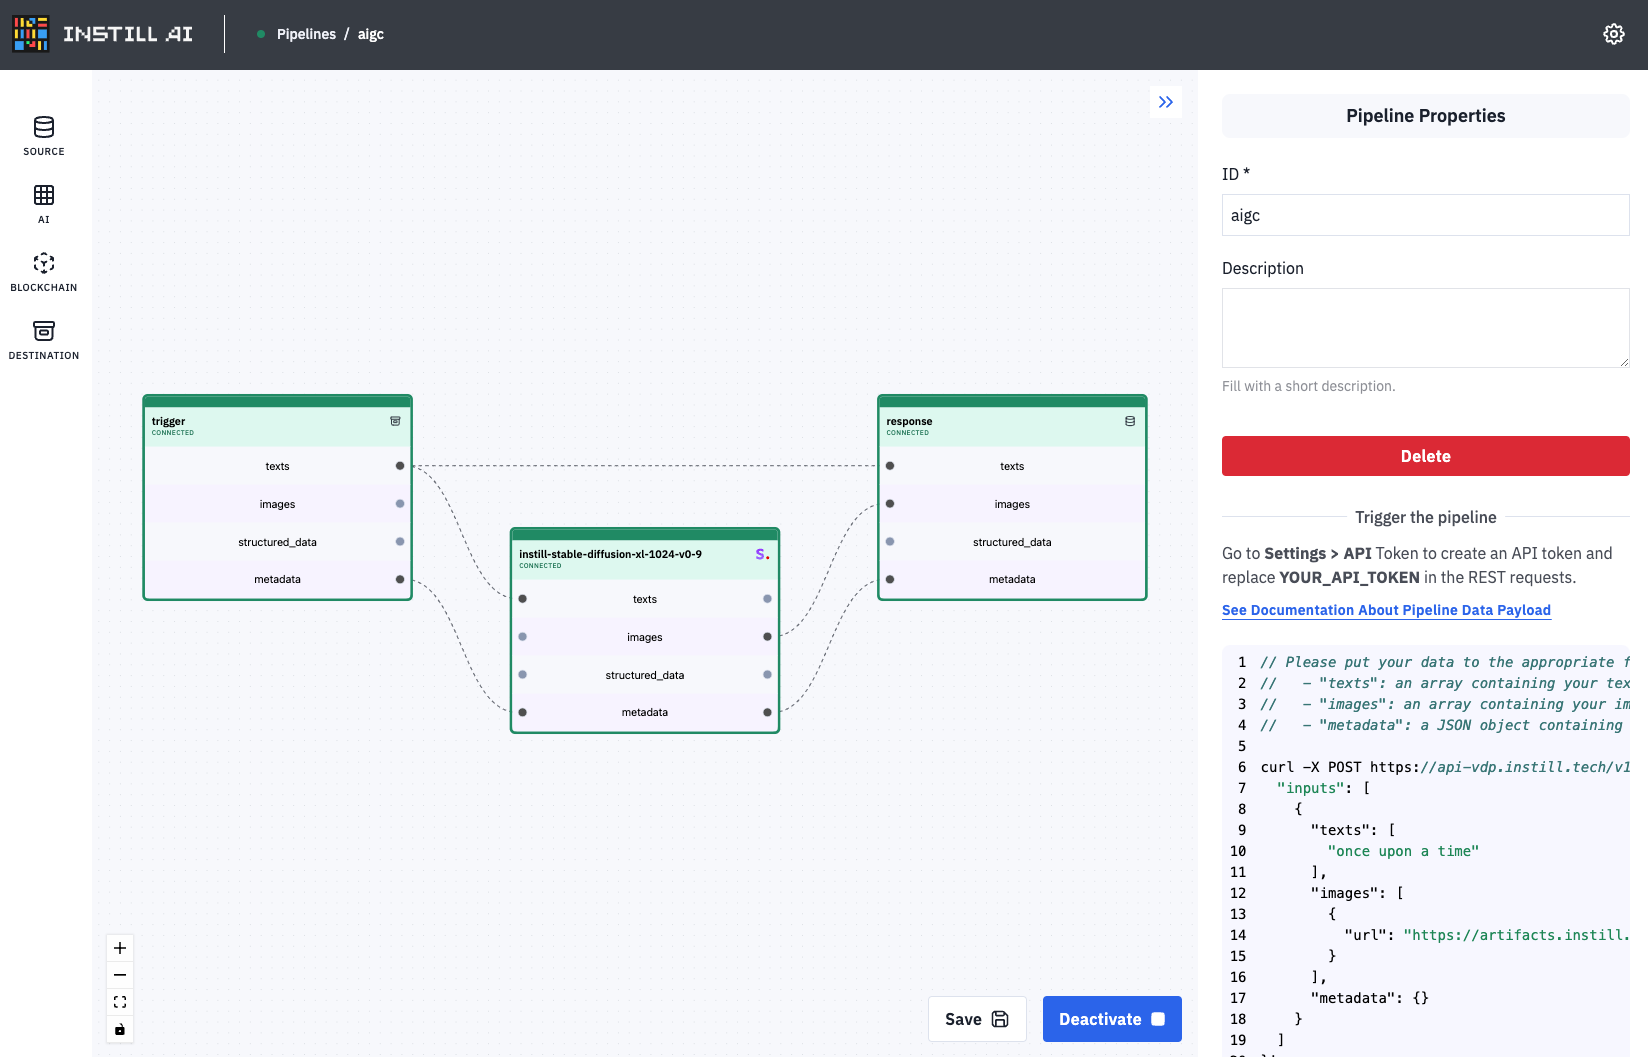 INSTILL AI
Pipelines / aigc
SOURCE
AI
BLOCKCHAIN
DESTINATION
trigger
CONNECTED
texts
images
structured_data
metadata
instill-stable-diffusion-xl-1024-v0-9
CONNECTED
S.
texts
images
structured_data
metadata
response
CONNECTED
texts
images
structured_data
metadata
Save
Deactivate
Pipeline Properties
ID *
aigc
Description
Fill with a short description.
Delete
Trigger the pipeline
Go to Settings > API Token to create an API token and
replace YOUR_API_TOKEN in the REST requests.
See Documentation About Pipeline Data Payload
1 // Please put your data to the appropriate f
2 //   - "texts": an array containing your tex
3 //   - "images": an array containing your im
4 //   - "metadata": a JSON object containing
5
6 curl -X POST https://api-vdp.instill.tech/v1
7   "inputs": [
8     {
9       "texts": [
10         "once upon a time"
11       ],
12       "images": [
13         {
14           "url": "https://artifacts.instill.
15         }
16       ],
17       "metadata": {}
18     }
19   ]